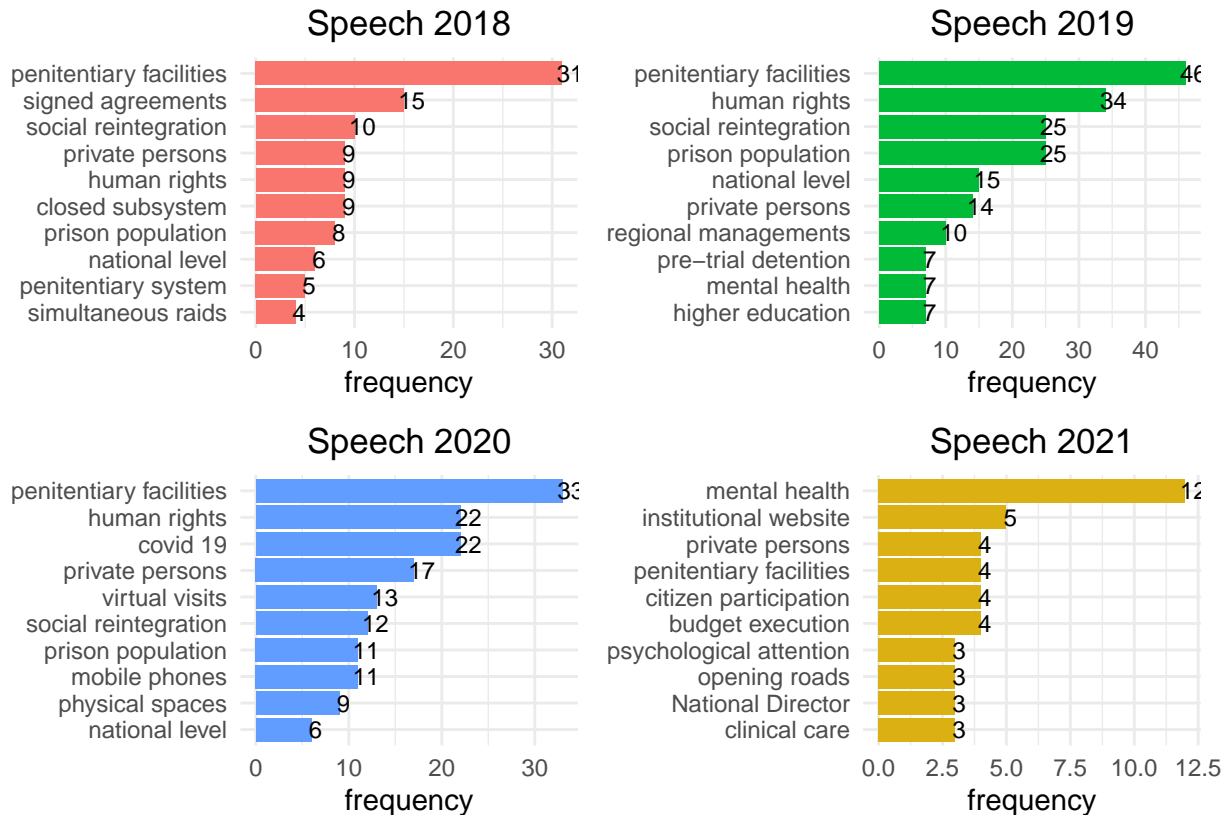 Speech 2018
penitentiary facilities 31
signed agreements 15
social reintegration 10
private persons 9
human rights 9
closed subsystem 9
prison population 8
national level 6
penitentiary system 5
simultaneous raids 4
0 10 20 30
frequency
Speech 2019
penitentiary facilities 46
human rights 34
social reintegration 25
prison population 25
national level 15
private persons 14
regional managements 10
pre−trial detention 7
mental health 7
higher education 7
0 10 20 30 40
frequency
Speech 2020
penitentiary facilities 33
human rights 22
covid 19 22
private persons 17
virtual visits 13
social reintegration 12
prison population 11
mobile phones 11
physical spaces 9
national level 6
0 10 20 30
frequency
Speech 2021
mental health 12
institutional website 5
private persons 4
penitentiary facilities 4
citizen participation 4
budget execution 4
psychological attention 3
opening roads 3
National Director 3
clinical care 3
0.0 2.5 5.0 7.5 10.0 12.5
frequency